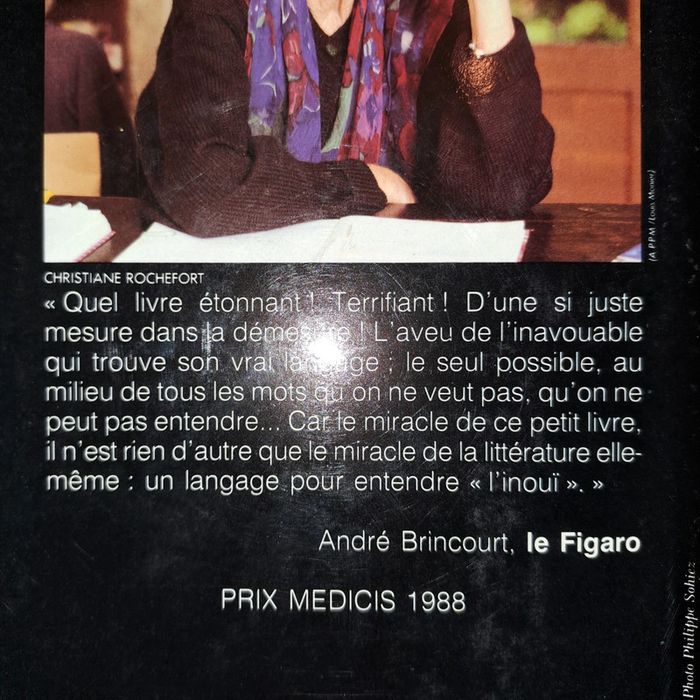 (A.P.P.M./Louis Monier)
CHRISTIANE ROCHEFORT
« Quel livre étonnant ! Terrifiant ! D'une si juste
mesure dans la démesure ! L'aveu de l'inavouable
qui trouve son vrai langage ; le seul possible, au
milieu de tous les mots qu'on ne veut pas, qu'on ne
peut pas entendre... Car le miracle de ce petit livre,
il n'est rien d'autre que le miracle de la littérature elle-
même : un langage pour entendre « l'inouï ». »
André Brincourt, le Figaro
PRIX MEDICIS 1988
Photo Philippe Sohiez